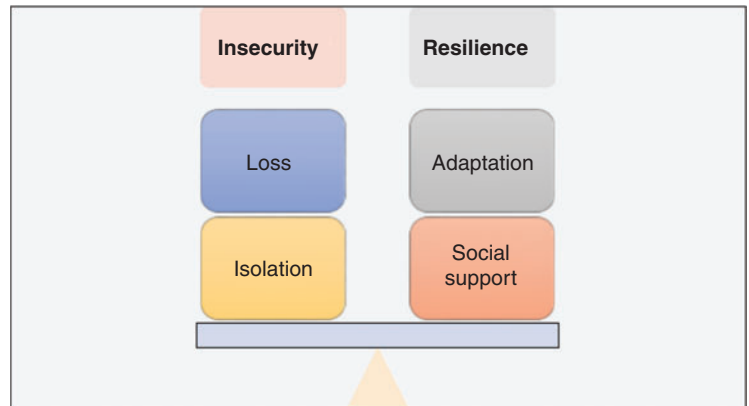 Insecurity
Resilience
Loss
Adaptation
Isolation
Social
support